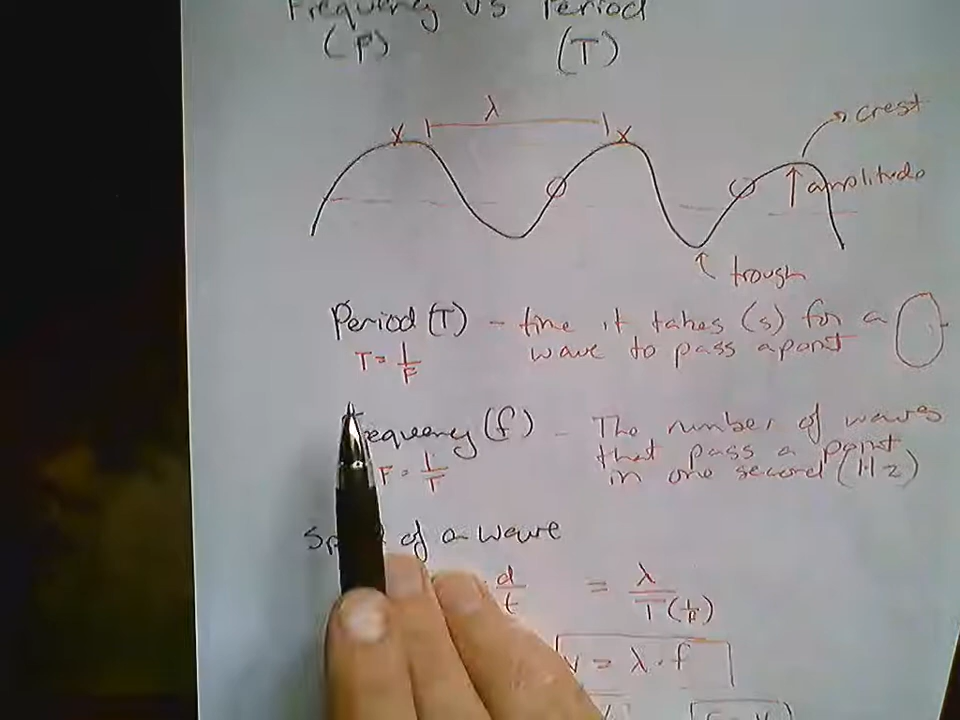 Frequency vs Period
(F) (T)
λ
x x crest
amplitude
trough
Period (T) - time it takes (s) for a
T = 1/F wave to pass a point
requency (f) - The number of waves
that pass a point
F = 1/T in one second (Hz)
of a wave
d/t = λ/T (1/F)
v = λ · f